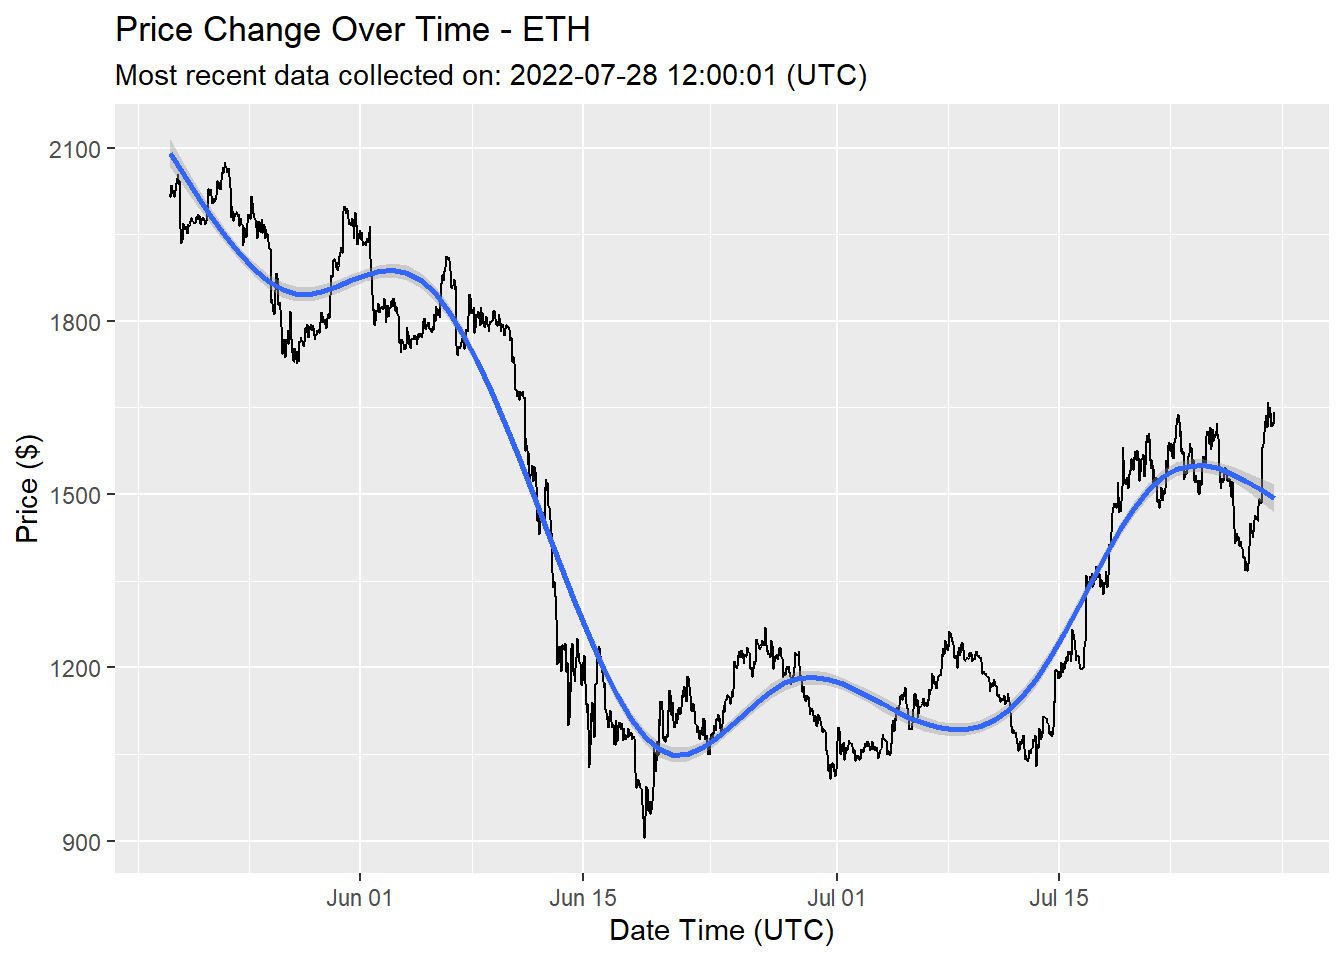 Price Change Over Time - ETH
Most recent data collected on: 2022-07-28 12:00:01 (UTC)
Price ($)
2100
1800
1500
1200
900
Jun 01
Jun 15
Jul 01
Jul 15
Date Time (UTC)